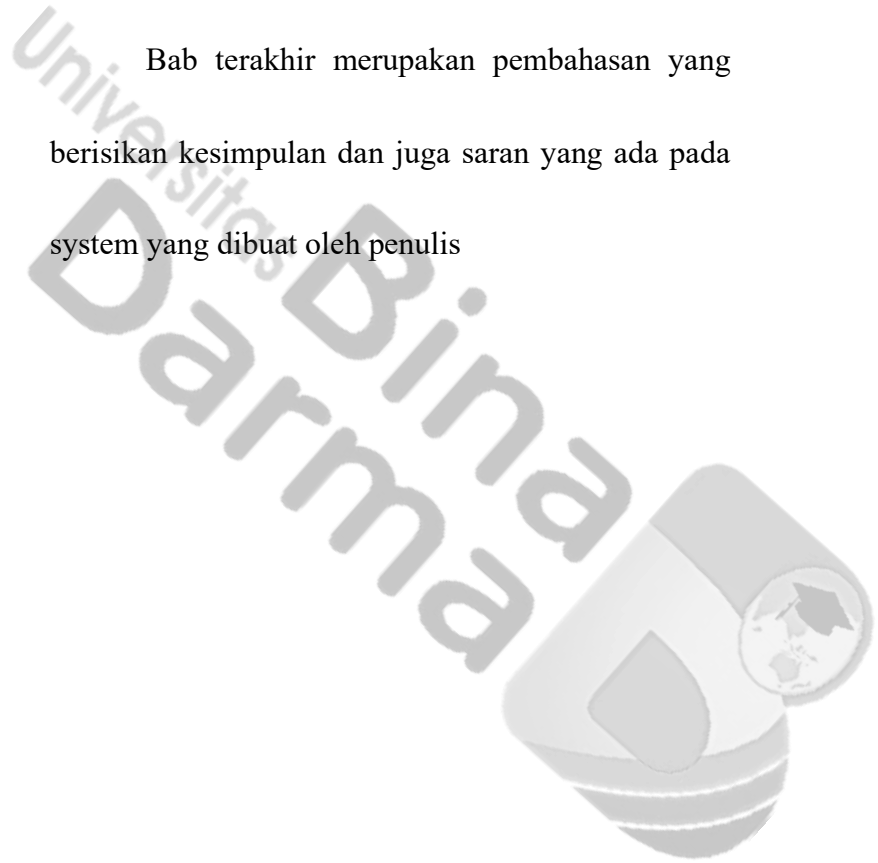 Bab terakhir merupakan pembahasan yang
berisikan kesimpulan dan juga saran yang ada pada
system yang dibuat oleh penulis
Universitas
Bina
Darma